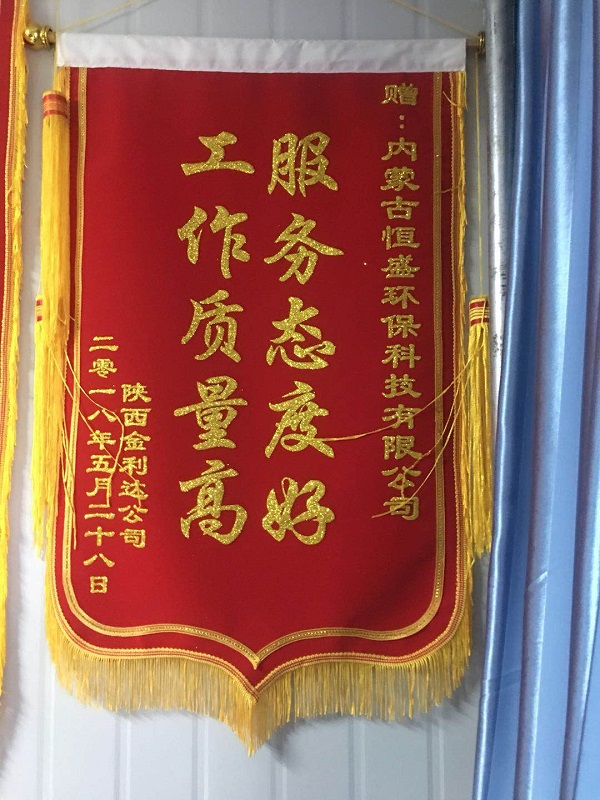 赠：内蒙古恒盛环保科技有限公司
服务态度好
工作质量高
陕西金利达公司
二零一八年五月二十八日